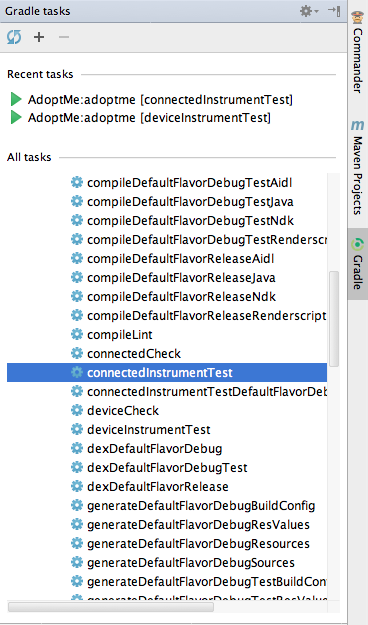 Gradle tasks
Recent tasks
AdoptMe:adoptme [connectedInstrumentTest]
AdoptMe:adoptme [deviceInstrumentTest]
All tasks
compileDefaultFlavorDebugTestAidl
compileDefaultFlavorDebugTestJava
compileDefaultFlavorDebugTestNdk
compileDefaultFlavorDebugTestRenderscr
compileDefaultFlavorReleaseAidl
compileDefaultFlavorReleaseJava
compileDefaultFlavorReleaseNdk
compileDefaultFlavorReleaseRenderscript
compileLint
connectedCheck
connectedInstrumentTest
connectedInstrumentTestDefaultFlavorDeb
deviceCheck
deviceInstrumentTest
dexDefaultFlavorDebug
dexDefaultFlavorDebugTest
dexDefaultFlavorRelease
generateDefaultFlavorDebugBuildConfig
generateDefaultFlavorDebugResValues
generateDefaultFlavorDebugResources
generateDefaultFlavorDebugSources
generateDefaultFlavorDebugTestBuildCon
generateDefaultFlavorDebugTestResValue
Commander
Maven Projects
Gradle